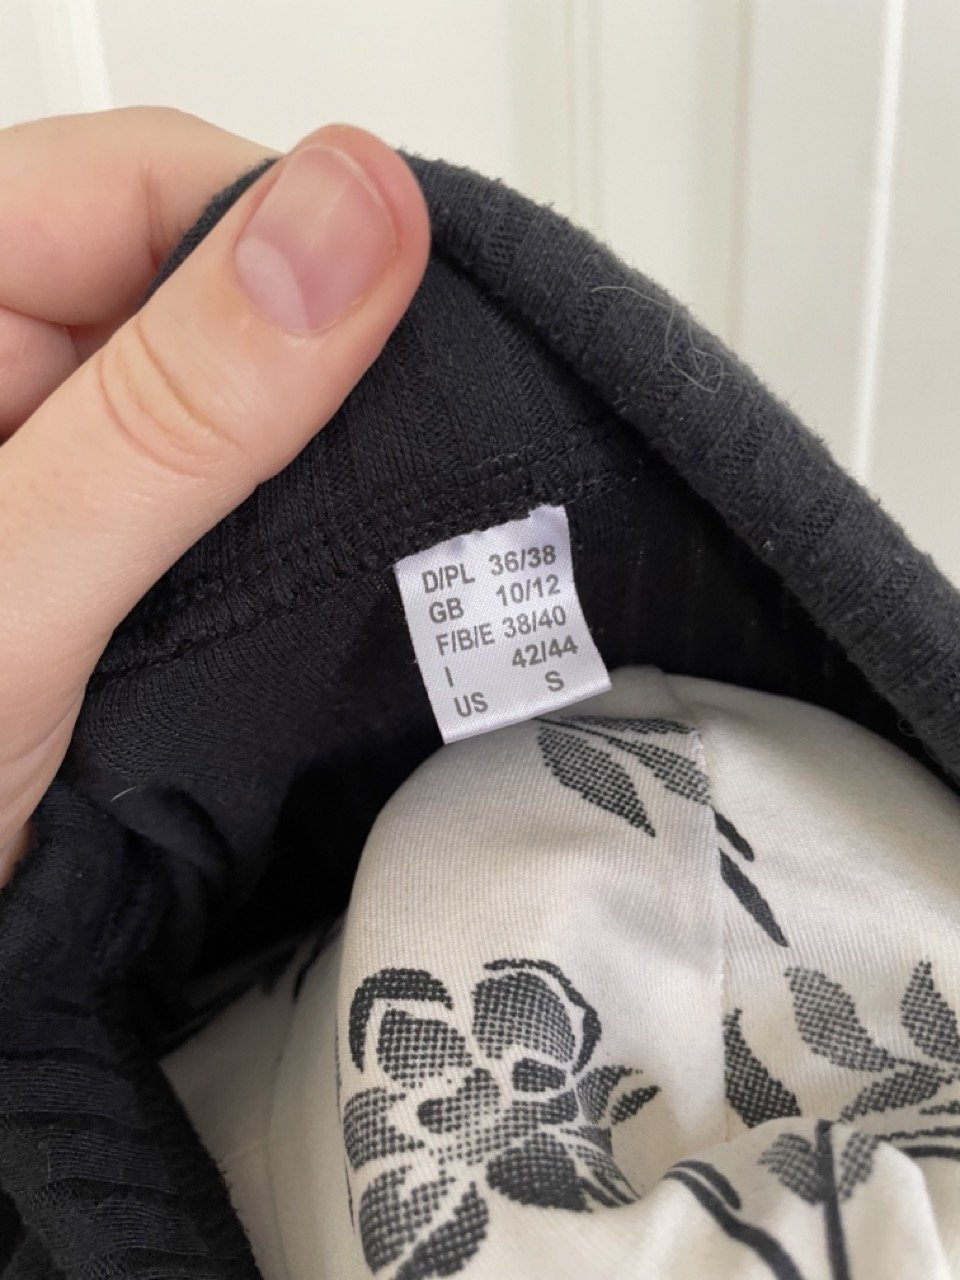 D/PL 36/38
GB 10/12
F/B/E 38/40
I 42/44
US S